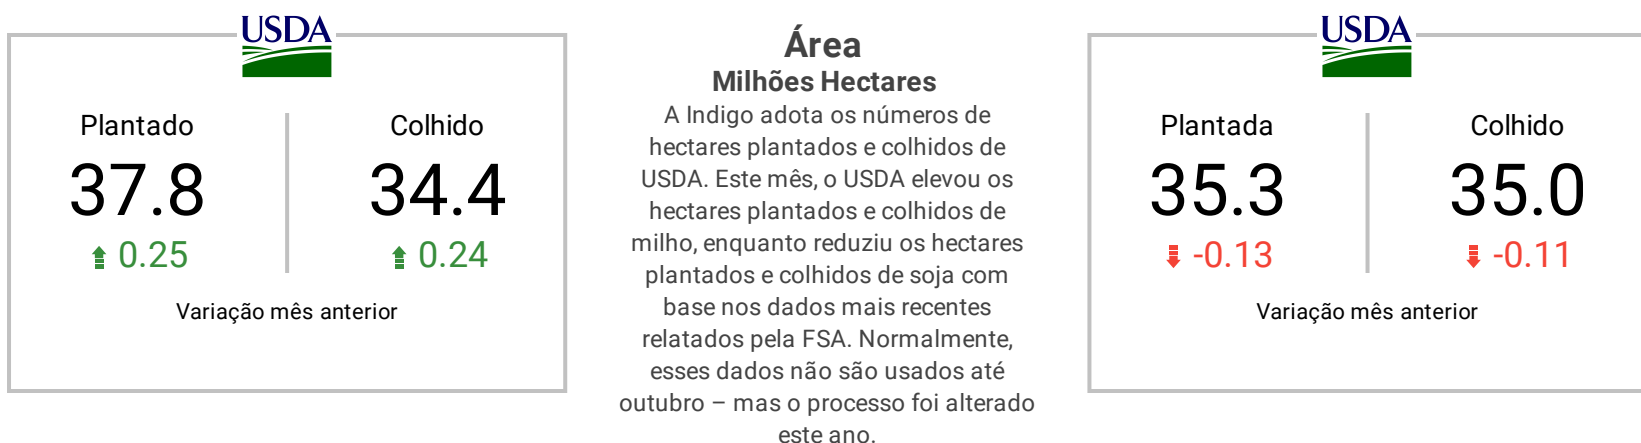 USDA
Plantado
Colhido
37.8
34.4
0.25
0.24
Variação mês anterior
Área
Milhões Hectares
A Indigo adota os números de
hectares plantados e colhidos de
USDA. Este mês, o USDA elevou os
hectares plantados e colhidos de
milho, enquanto reduziu os hectares
plantados e colhidos de soja com
base nos dados mais recentes
relatados pela FSA. Normalmente,
esses dados não são usados até
outubro – mas o processo foi alterado
este ano.
USDA
Plantada
Colhido
35.3
35.0
-0.13
-0.11
Variação mês anterior